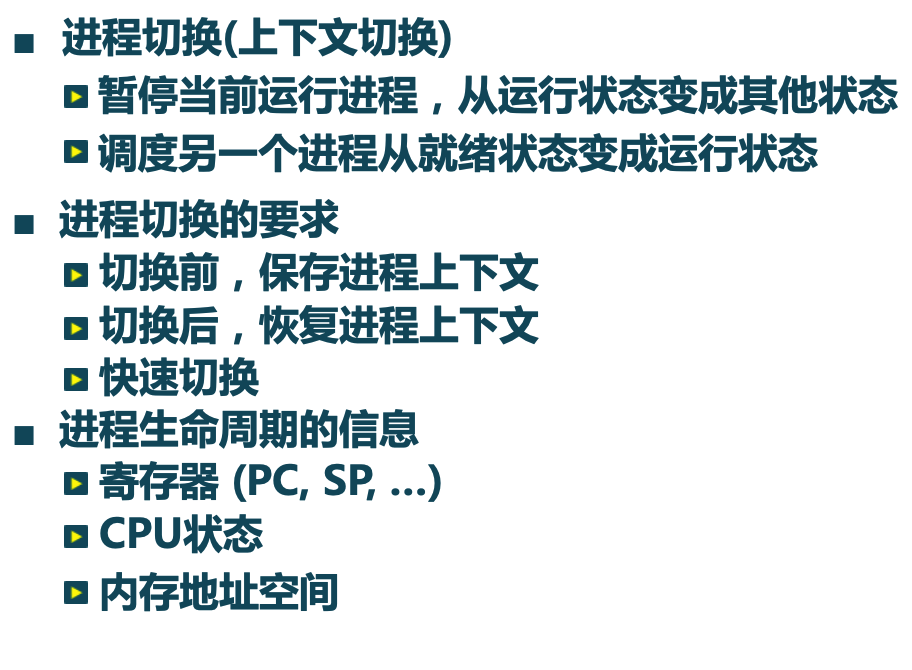 进程切换(上下文切换)
暂停当前运行进程，从运行状态变成其他状态
调度另一个进程从就绪状态变成运行状态
进程切换的要求
切换前，保存进程上下文
切换后，恢复进程上下文
快速切换
进程生命周期的信息
寄存器 (PC, SP, …)
CPU状态
内存地址空间